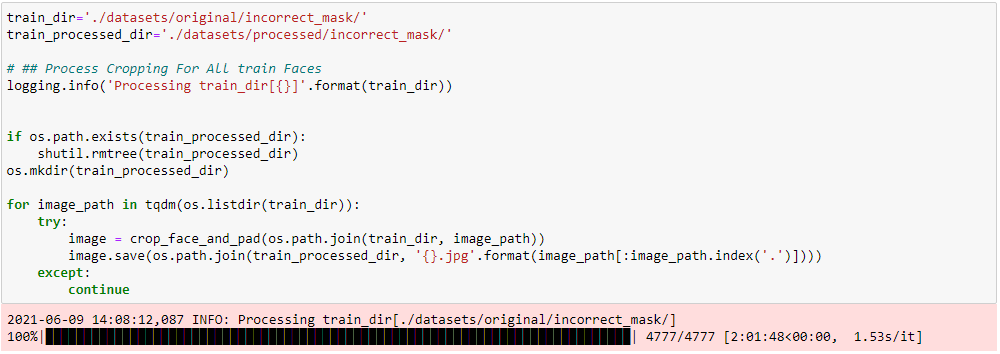 train_dir='./datasets/original/incorrect_mask/'
train_processed_dir='./datasets/processed/incorrect_mask/'
# ## Process Cropping For All train Faces
logging.info('Processing train_dir[{}]'.format(train_dir))
if os.path.exists(train_processed_dir):
    shutil.rmtree(train_processed_dir)
os.mkdir(train_processed_dir)
for image_path in tqdm(os.listdir(train_dir)):
    try:
        image = crop_face_and_pad(os.path.join(train_dir, image_path))
        image.save(os.path.join(train_processed_dir, '{}.jpg'.format(image_path[:image_path.index('.')])))
    except:
        continue
2021-06-09 14:08:12,087 INFO: Processing train_dir[./datasets/original/incorrect_mask/]
100%|██████████| 4777/4777 [2:01:48<00:00, 1.53s/it]